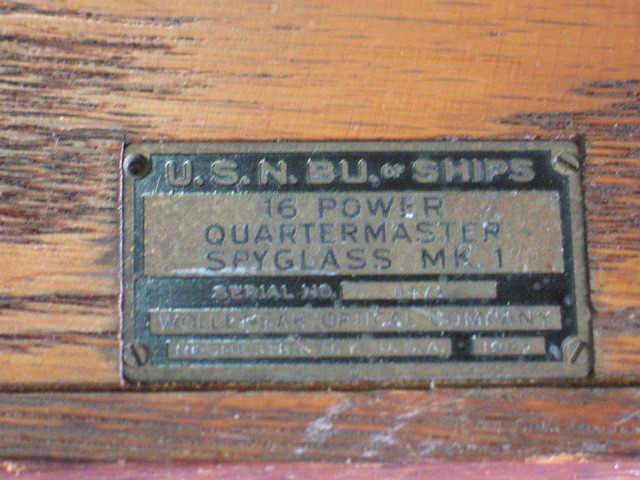 U.S.N. BU. OF SHIPS
16 POWER
QUARTERMASTER
SPYGLASS MK. 1
SERIAL NO.
WOLLENSAK OPTICAL COMPANY
ROCHESTER N.Y. U.S.A.